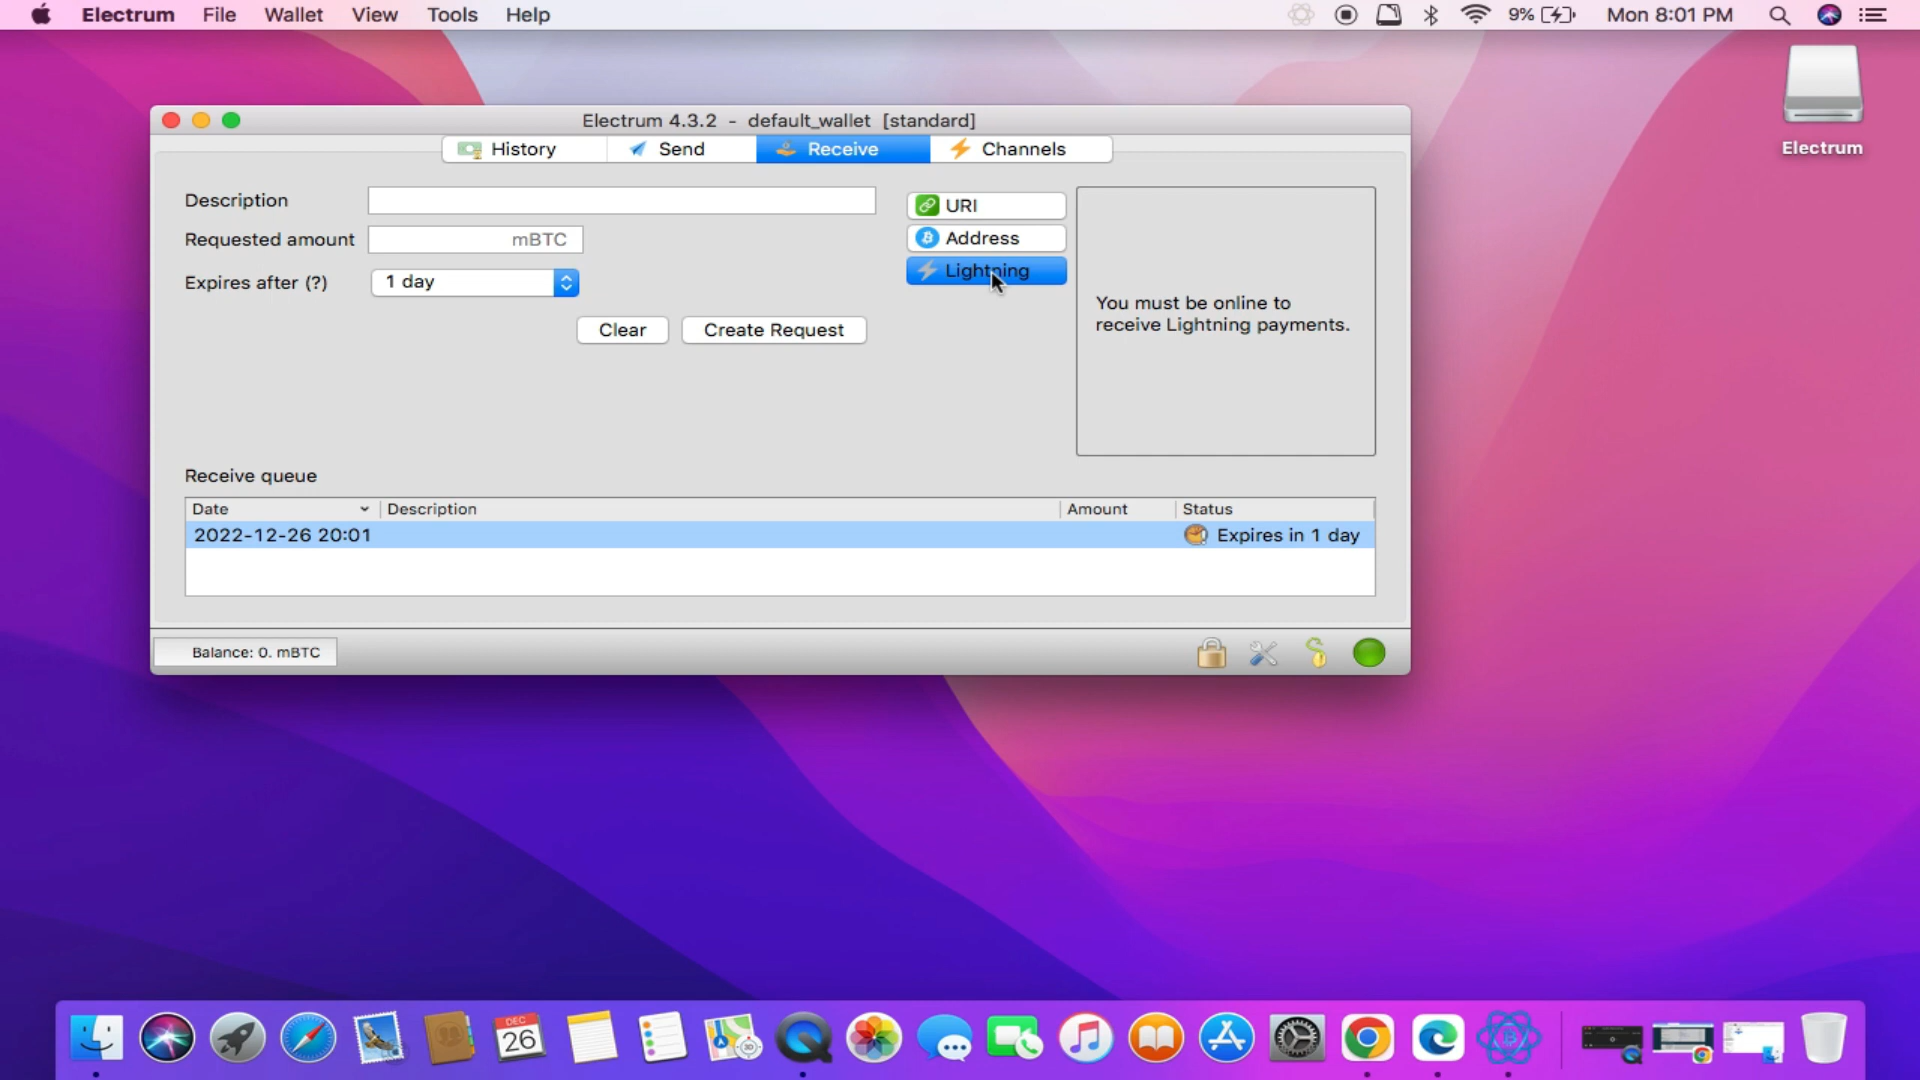 Electrum File Wallet View Tools Help 9% Mon 8:01 PM
Electrum
Electrum 4.3.2 - default_wallet [standard]
History Send Receive Channels
Description
Requested amount mBTC
Expires after (?) 1 day
Clear Create Request
URI
Address
Lightning
You must be online to
receive Lightning payments.
Receive queue
Date Description Amount Status
2022-12-26 20:01 Expires in 1 day
Balance: 0. mBTC
DEC
26
3D